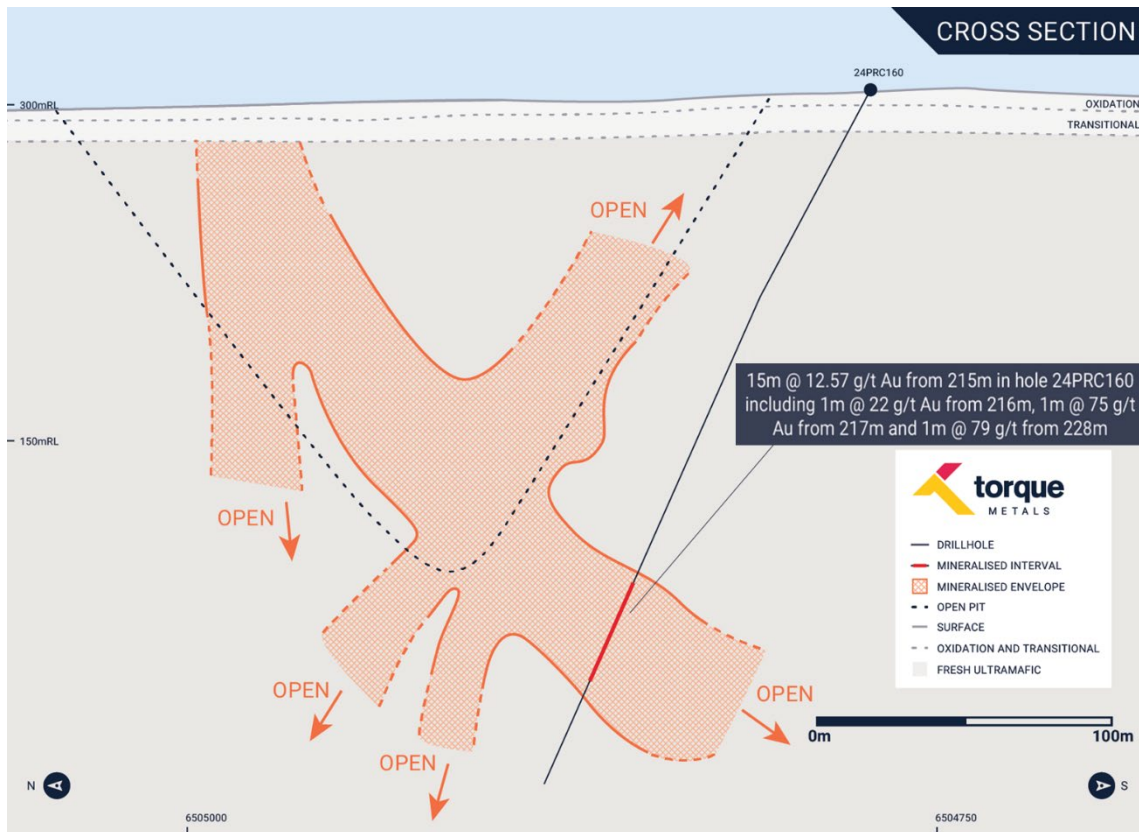 CROSS SECTION
24PRC160
300mRL
OXIDATION
TRANSITIONAL
OPEN
15m @ 12.57 g/t Au from 215m in hole 24PRC160
including 1m @ 22 g/t Au from 216m, 1m @ 75 g/t
Au from 217m and 1m @ 79 g/t from 228m
150mRL
torque
METALS
DRILLHOLE
MINERALISED INTERVAL
MINERALISED ENVELOPE
OPEN PIT
SURFACE
OXIDATION AND TRANSITIONAL
FRESH ULTRAMAFIC
OPEN
OPEN
OPEN
OPEN
0m
100m
N
S
6505000
6504750